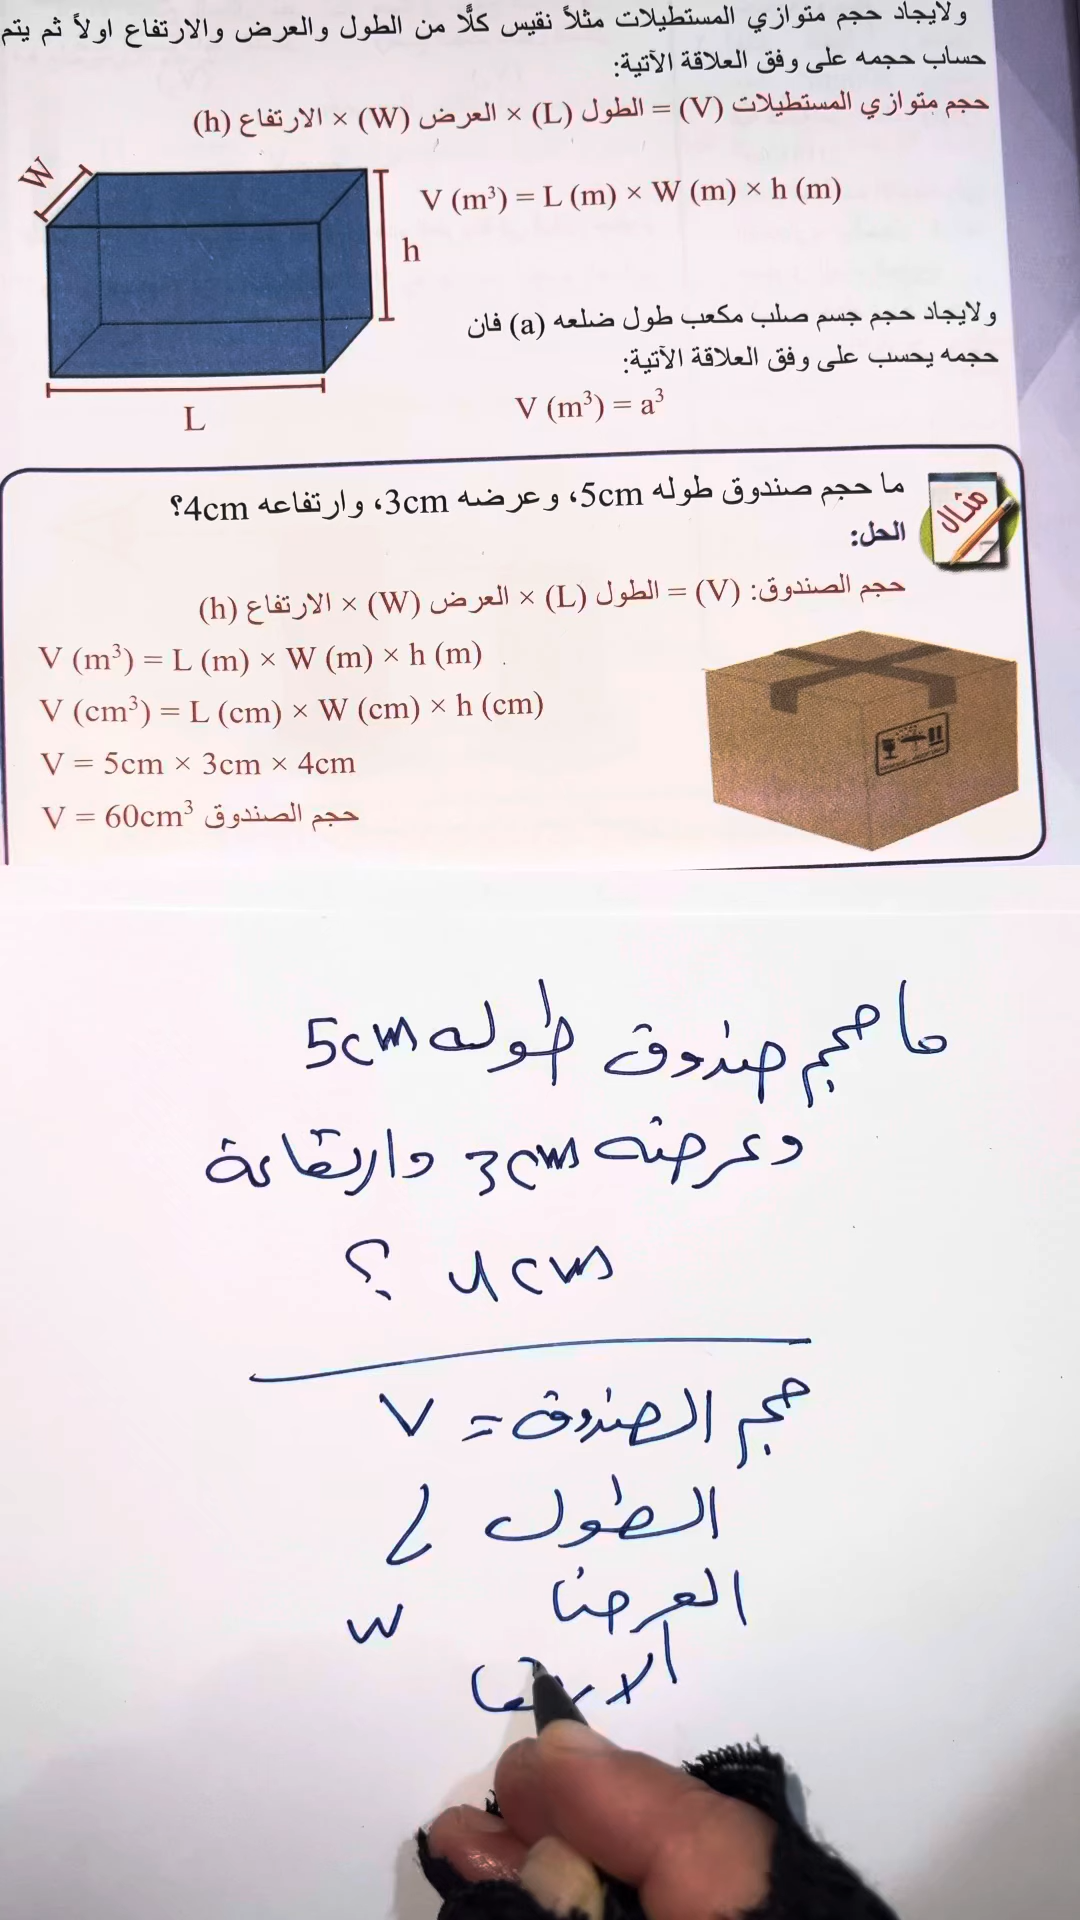 ولايجاد حجم متوازي المستطيلات مثلاً نقيس كلًّا من الطول والعرض والارتفاع اولاً ثم يتم
حساب حجمه على وفق العلاقة الآتية:
حجم متوازي المستطيلات (V) = الطول (L) × العرض (W) × الارتفاع (h)
W
V (m³) = L (m) × W (m) × h (m)
h
ولايجاد حجم جسم صلب مكعب طول ضلعه (a) فان
حجمه يحسب على وفق العلاقة الآتية:
V (m³) = a³
L
مثال
ما حجم صندوق طوله 5cm، وعرضه 3cm، وارتفاعه 4cm؟
الحل:
حجم الصندوق: (V) = الطول (L) × العرض (W) × الارتفاع (h)
V (m³) = L (m) × W (m) × h (m)
V (cm³) = L (cm) × W (cm) × h (cm)
V = 5cm × 3cm × 4cm
V = 60cm³ حجم الصندوق
ما حجم صندوق طوله 5cm
وعرضه 3cm وارتفاعة
4cm ؟
حجم الصندوق = V
الطول L
العرض W
الارتفا